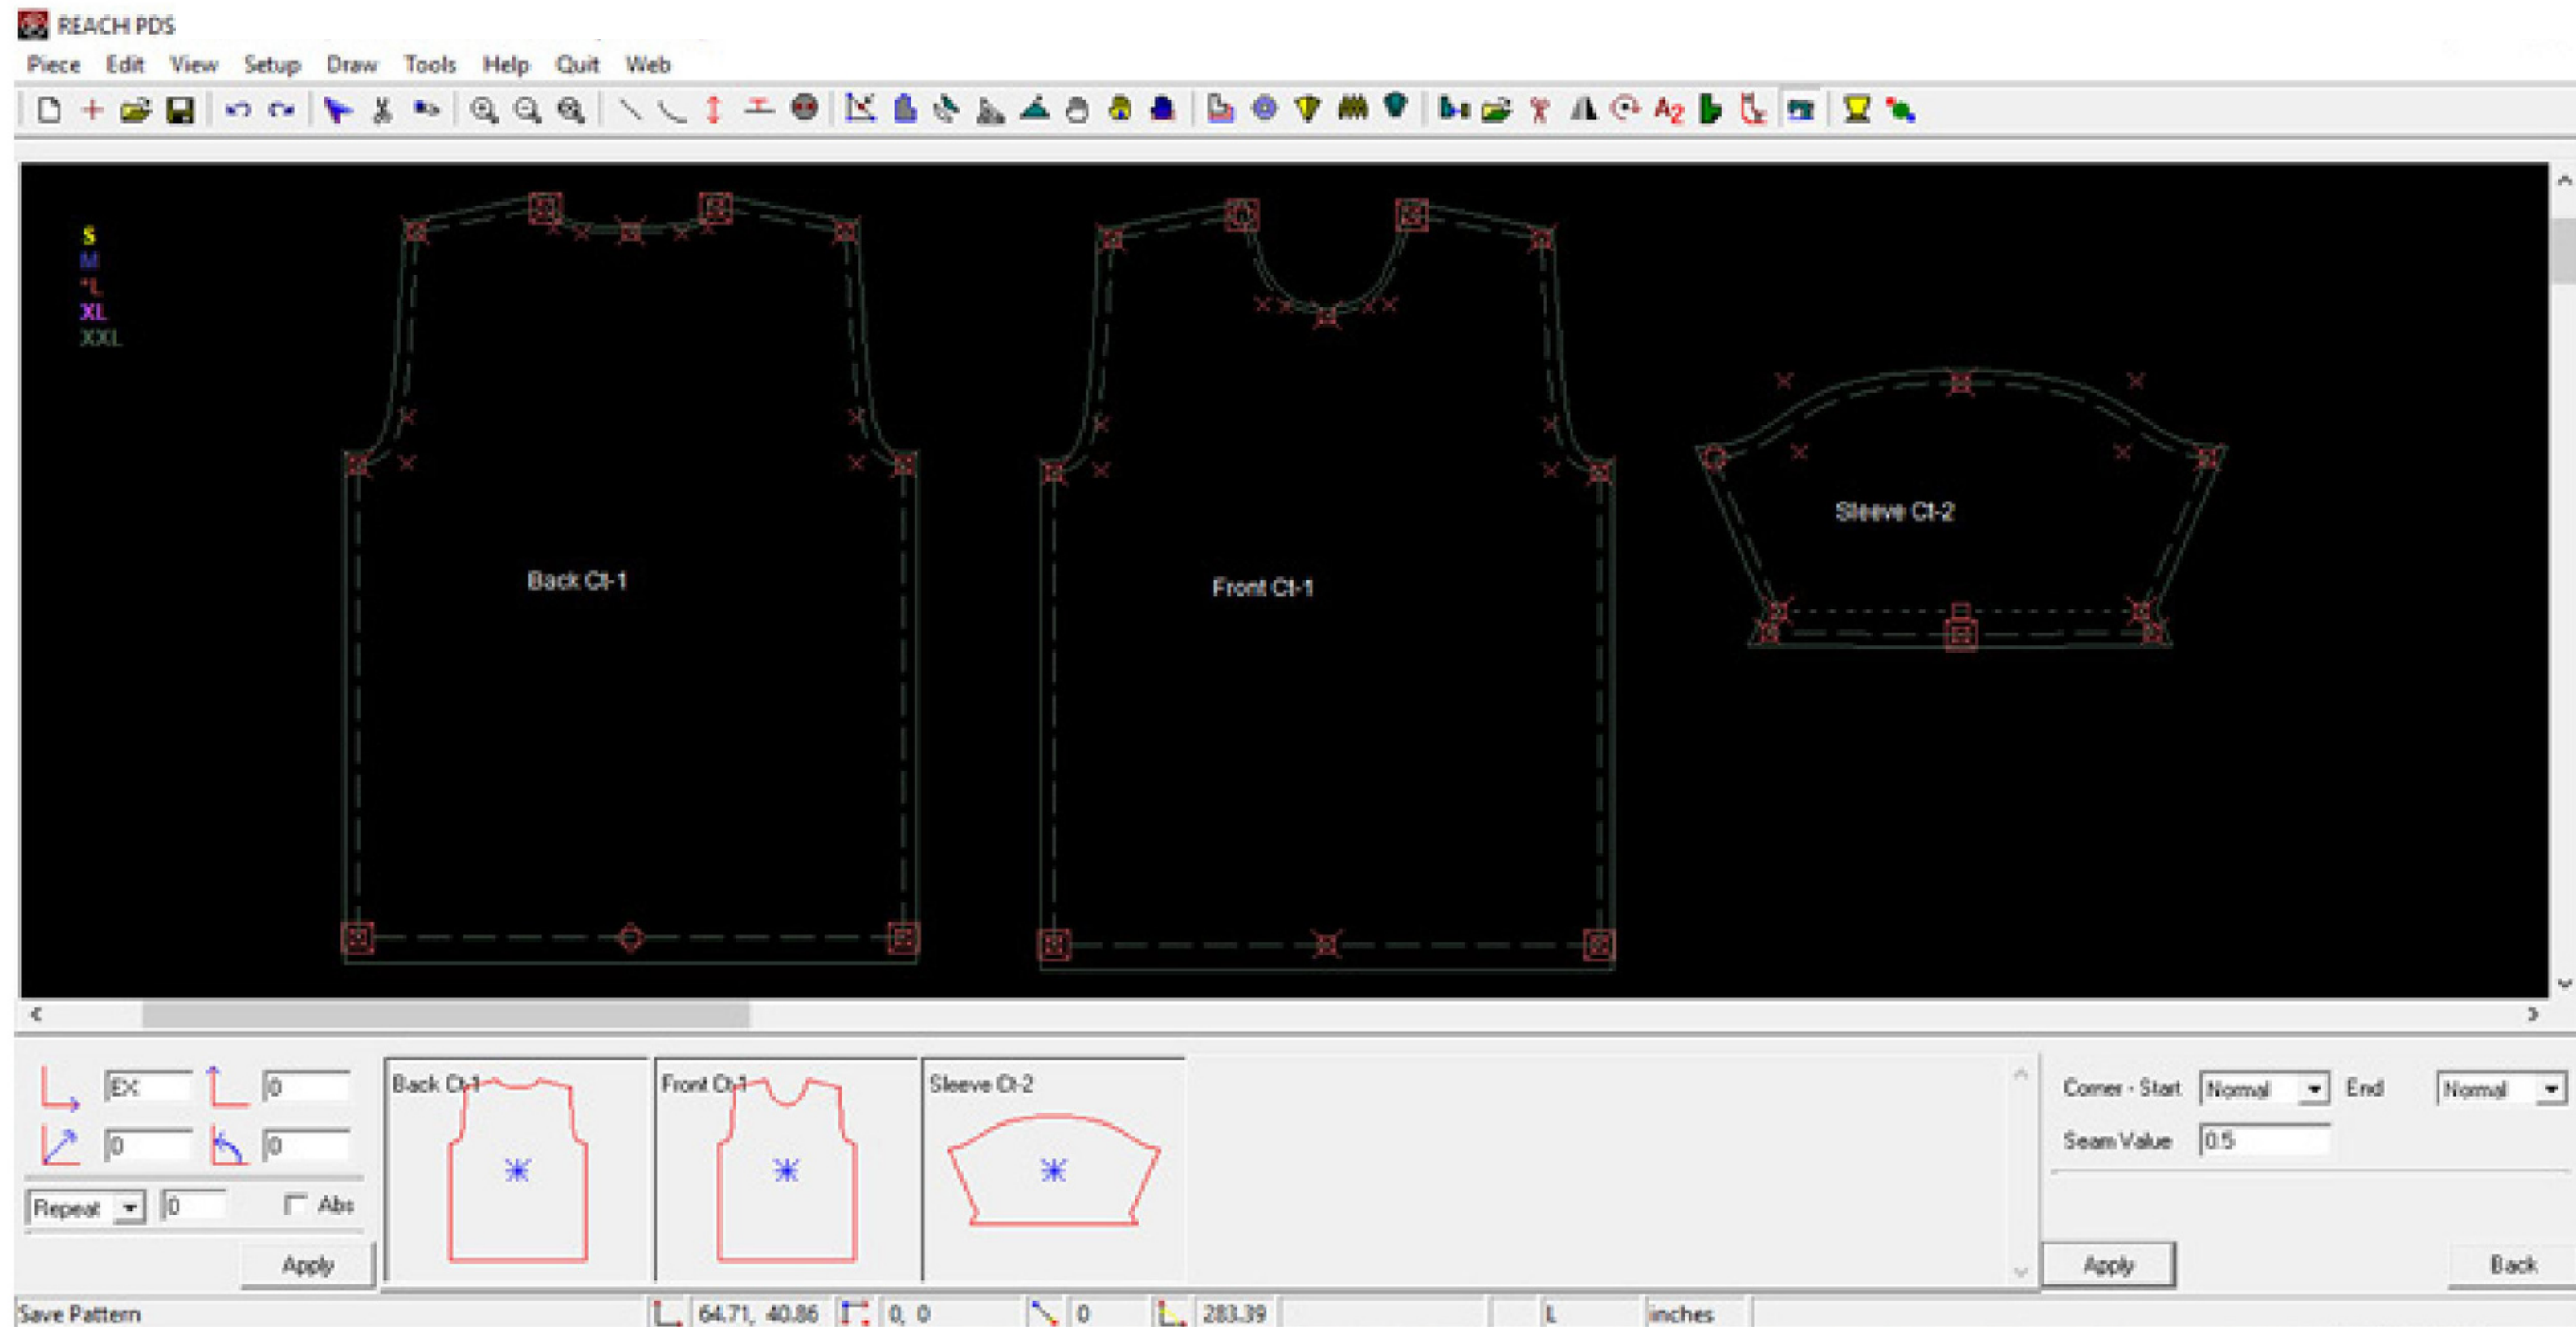 REACH PDS
Piece Edit View Setup Draw Tools Help Quit Web
A2
S
M
*L
XL
XXL
Back Ct-1
Front Ct-1
Sleeve Ct-2
EX 0
0 0
Repeat 0 Abs
Apply
Back Ct-1
Front Ct-1
Sleeve Ct-2
Corner - Start Normal End Normal
Seam Value 0.5
Apply Back
Save Pattern 64.71, 40.86 0, 0 0 283.39 L inches